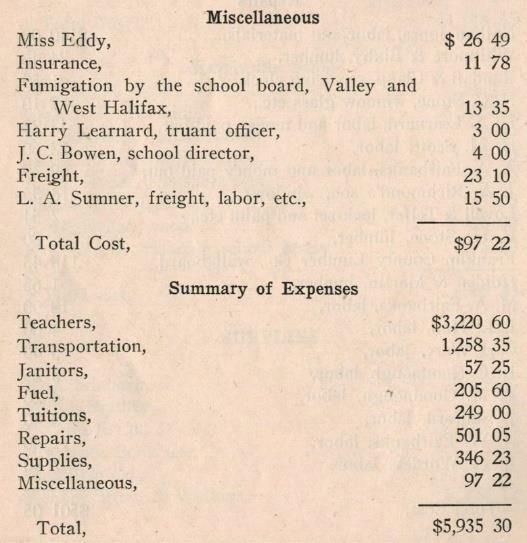 Miscellaneous
Miss Eddy, $ 26 49
Insurance, 11 78
Fumigation by the school board, Valley and
West Halifax, 13 35
Harry Learnard, truant officer, 3 00
J. C. Bowen, school director, 4 00
Freight, 23 10
L. A. Sumner, freight, labor, etc., 15 50
Total Cost, $97 22
Summary of Expenses
Teachers, $3,220 60
Transportation, 1,258 35
Janitors, 57 25
Fuel, 205 60
Tuitions, 249 00
Repairs, 501 05
Supplies, 346 23
Miscellaneous, 97 22
Total, $5,935 30